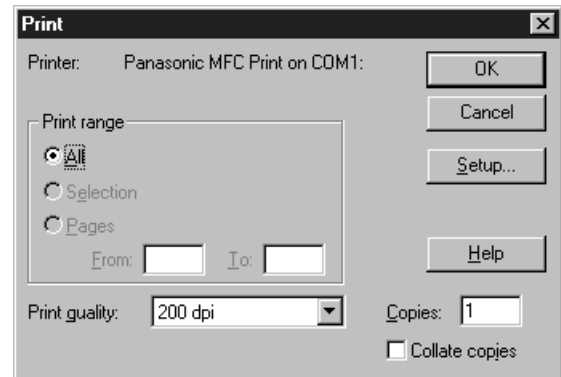 Print
Printer: Panasonic MFC Print on COM1:
OK
Cancel
Print range
All
Setup...
Selection
Pages
From: To:
Help
Print quality: 200 dpi
Copies: 1
Collate copies